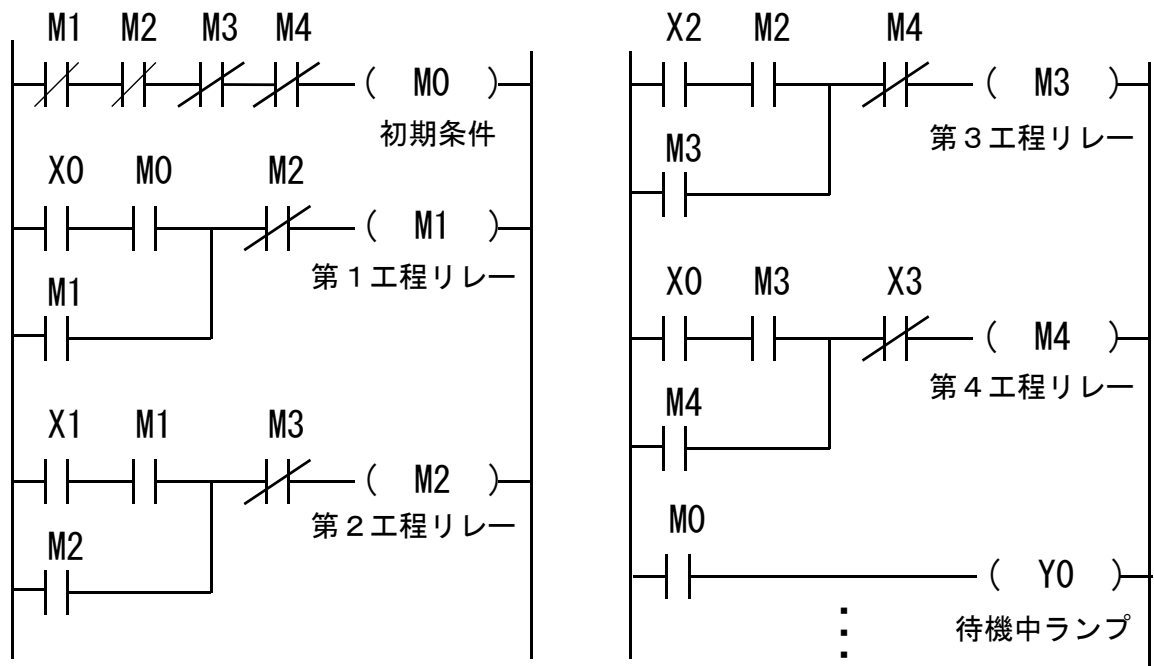 M1 M2 M3 M4
( M0 )
初期条件
X0 M0 M2
( M1 )
第１工程リレー
M1
X1 M1 M3
( M2 )
第２工程リレー
M2
X2 M2 M4
( M3 )
第３工程リレー
M3
X0 M3 X3
( M4 )
第４工程リレー
M4
M0
( Y0 )
待機中ランプ